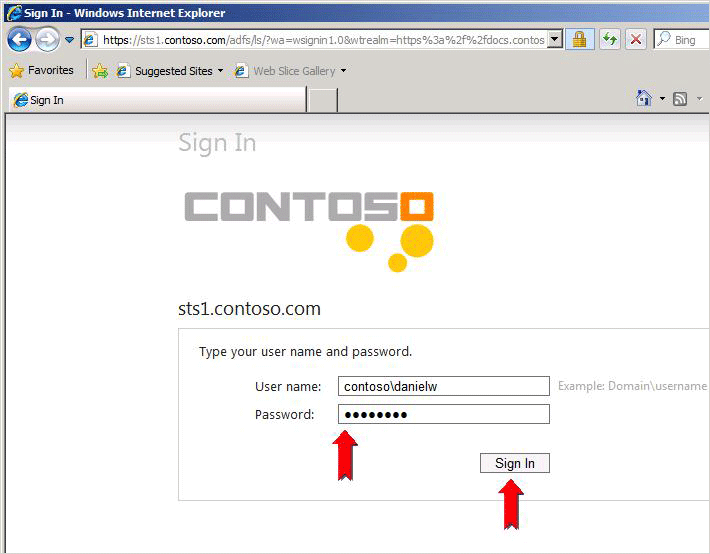 Sign In - Windows Internet Explorer
https://sts1.contoso.com/adfs/ls/?wa=wsignin1.0&wtrealm=https%3a%2f%2fdocs.contos
Bing
Favorites Suggested Sites Web Slice Gallery
Sign In
Sign In
CONTOSO
sts1.contoso.com
Type your user name and password.
User name: contoso\danielw Example: Domain\username
Password: ●●●●●●●●
Sign In